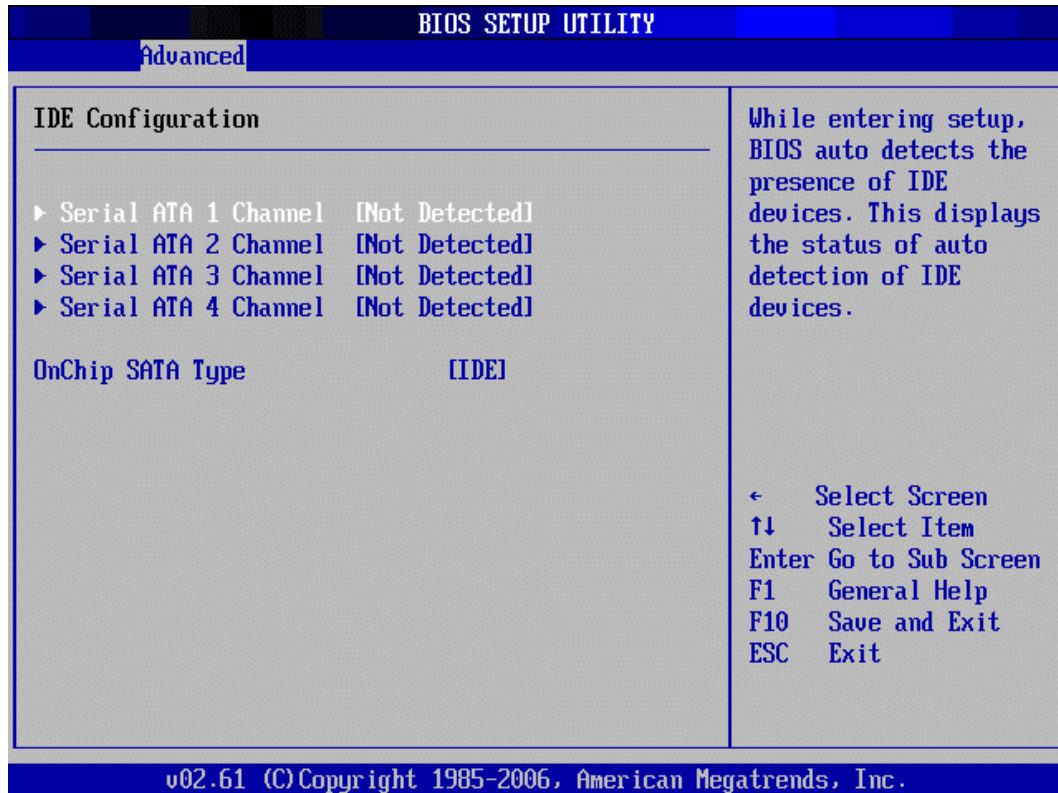 BIOS SETUP UTILITY
Advanced
IDE Configuration
▶ Serial ATA 1 Channel [Not Detected]
▶ Serial ATA 2 Channel [Not Detected]
▶ Serial ATA 3 Channel [Not Detected]
▶ Serial ATA 4 Channel [Not Detected]
OnChip SATA Type [IDE]
While entering setup,
BIOS auto detects the
presence of IDE
devices. This displays
the status of auto
detection of IDE
devices.
← Select Screen
↑↓ Select Item
Enter Go to Sub Screen
F1 General Help
F10 Save and Exit
ESC Exit
v02.61 (C)Copyright 1985-2006, American Megatrends, Inc.